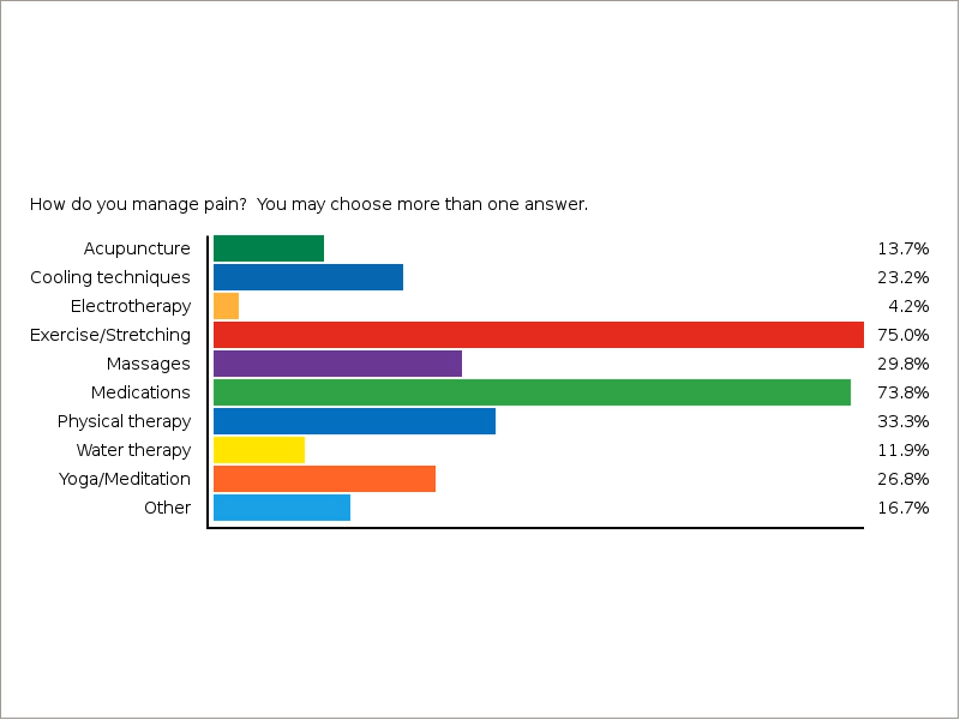 How do you manage pain?  You may choose more than one answer.
Acupuncture 13.7%
Cooling techniques 23.2%
Electrotherapy 4.2%
Exercise/Stretching 75.0%
Massages 29.8%
Medications 73.8%
Physical therapy 33.3%
Water therapy 11.9%
Yoga/Meditation 26.8%
Other 16.7%